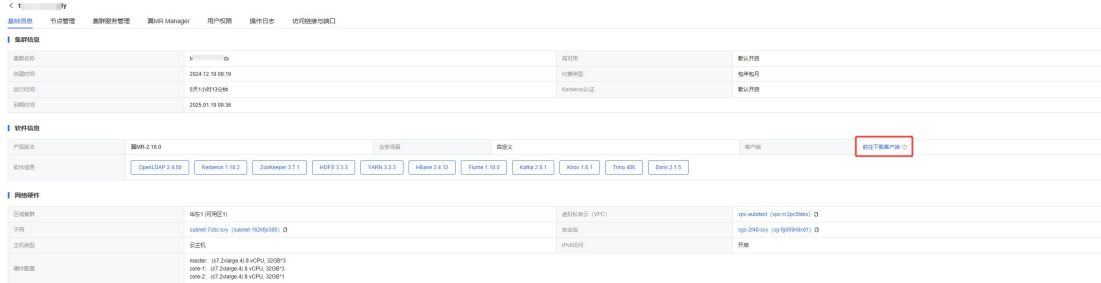 基础信息 节点管理 集群服务管理 翼MR Manager 用户权限 操作日志 访问链接与端口
集群信息
集群名称 高可用 默认开启
创建时间 2024.12.19 09:19 付费类型 包年包月
运行时间 5天1小时13分钟 Kerberos认证 默认开启
到期时间 2025.01.19 09:36
软件信息
产品版本 翼MR-2.16.0 业务场景 自定义 客户端 前往下载客户端
软件信息 OpenLDAP 2.4.50 Kerberos 1.18.2 ZooKeeper 3.7.1 HDFS 3.3.3 YARN 3.3.3 HBase 2.4.12 Flume 1.10.0 Kafka 2.8.1 Knox 1.6.1 Trino 406 Doris 2.1.5
网络硬件
区域集群 华东1 (可用区1) 虚拟私有云（VPC）
子网 安全组
主机类型 云主机 IPv6访问 开启
硬件配置 master: (s7.2xlarge.4) 8 vCPU, 32GB*3
core-1: (s7.2xlarge.4) 8 vCPU, 32GB*3
core-2: (s7.2xlarge.4) 8 vCPU, 32GB*1